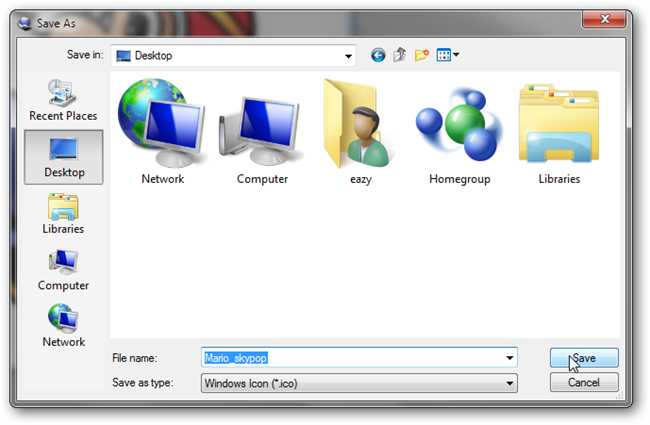 Save As
Save in:
Desktop
Recent Places
Desktop
Libraries
Computer
Network
Network
Computer
eazy
Homegroup
Libraries
File name:
Mario_skypop
Save
Save as type:
Windows Icon (*.ico)
Cancel